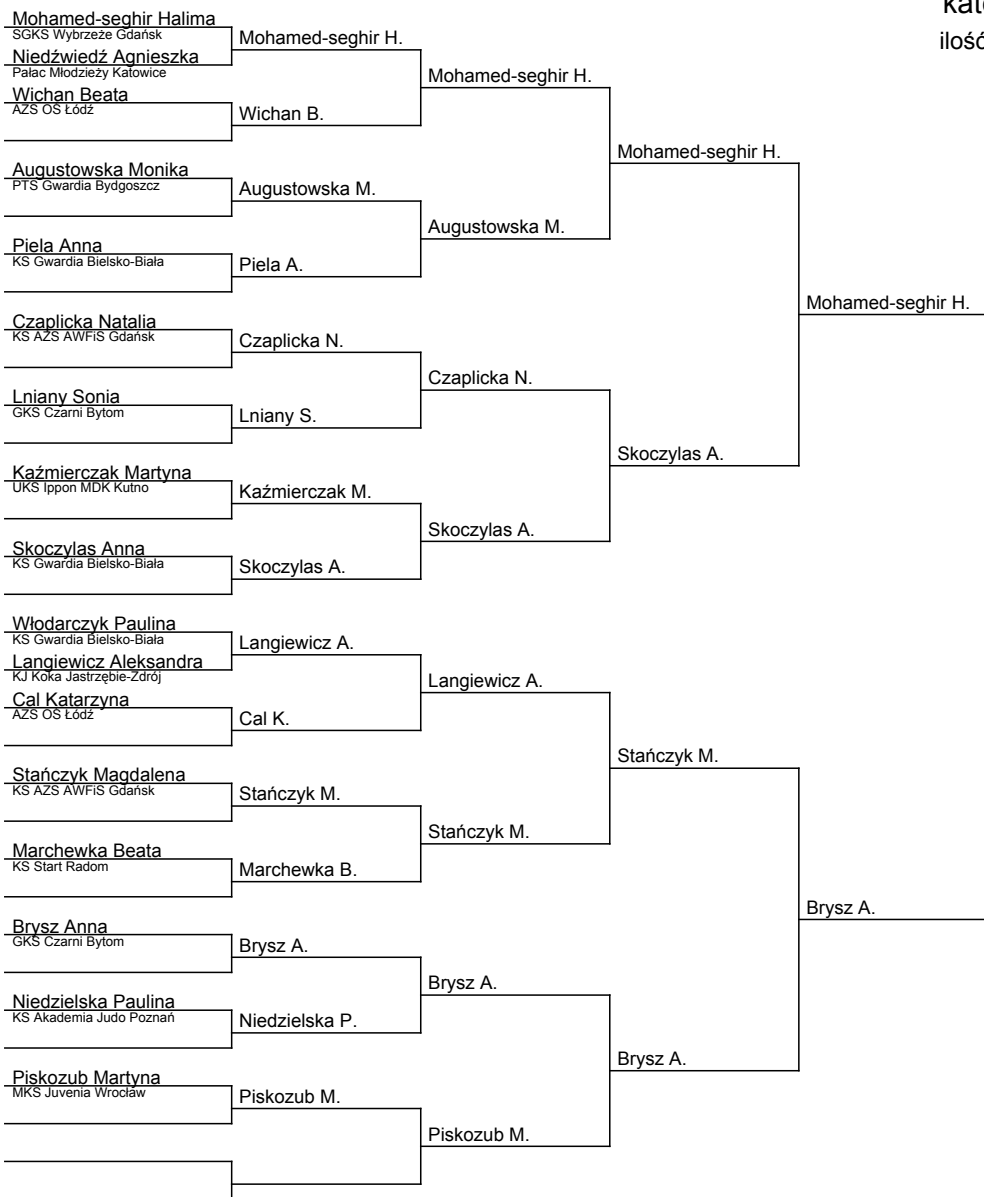 kate
ilość
Mohamed-seghir Halima
SGKS Wybrzeże Gdańsk
Niedźwiedź Agnieszka
Pałac Młodzieży Katowice
Wichan Beata
AZS OŚ Łódź
Augustowska Monika
PTS Gwardia Bydgoszcz
Piela Anna
KS Gwardia Bielsko-Biała
Czaplicka Natalia
KS AZS AWFiS Gdańsk
Lniany Sonia
GKS Czarni Bytom
Kaźmierczak Martyna
UKS Ippon MDK Kutno
Skoczylas Anna
KS Gwardia Bielsko-Biała
Włodarczyk Paulina
KS Gwardia Bielsko-Biała
Langiewicz Aleksandra
KJ Koka Jastrzębie-Zdrój
Cal Katarzyna
AZS OŚ Łódź
Stańczyk Magdalena
KS AZS AWFiS Gdańsk
Marchewka Beata
KS Start Radom
Brysz Anna
GKS Czarni Bytom
Niedzielska Paulina
KS Akademia Judo Poznań
Piskozub Martyna
MKS Juvenia Wrocław
Mohamed-seghir H.
Wichan B.
Augustowska M.
Piela A.
Czaplicka N.
Lniany S.
Kaźmierczak M.
Skoczylas A.
Langiewicz A.
Cal K.
Stańczyk M.
Marchewka B.
Brysz A.
Niedzielska P.
Piskozub M.
Mohamed-seghir H.
Augustowska M.
Czaplicka N.
Skoczylas A.
Langiewicz A.
Stańczyk M.
Brysz A.
Piskozub M.
Mohamed-seghir H.
Skoczylas A.
Stańczyk M.
Brysz A.
Mohamed-seghir H.
Brysz A.